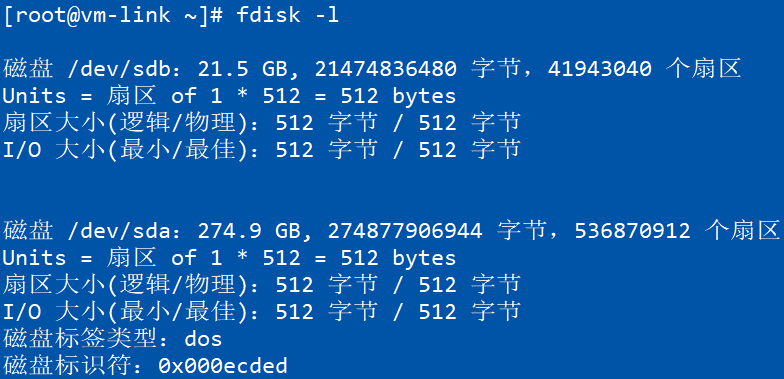 [root@vm-link ~]# fdisk -l
磁盘 /dev/sdb：21.5 GB, 21474836480 字节，41943040 个扇区
Units = 扇区 of 1 * 512 = 512 bytes
扇区大小(逻辑/物理)：512 字节 / 512 字节
I/O 大小(最小/最佳)：512 字节 / 512 字节
磁盘 /dev/sda：274.9 GB, 274877906944 字节，536870912 个扇区
Units = 扇区 of 1 * 512 = 512 bytes
扇区大小(逻辑/物理)：512 字节 / 512 字节
I/O 大小(最小/最佳)：512 字节 / 512 字节
磁盘标签类型：dos
磁盘标识符：0x000ecded